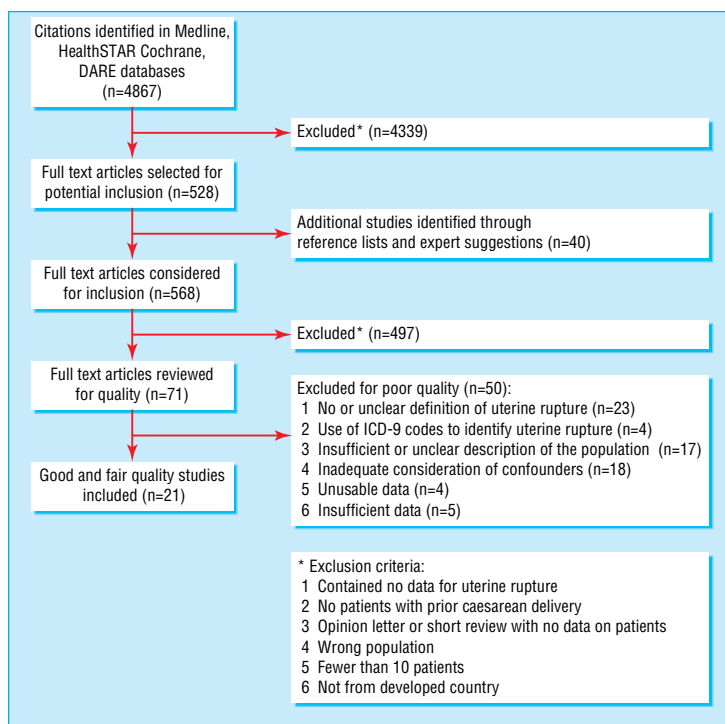 Citations identified in Medline,
HealthSTAR Cochrane,
DARE databases
(n=4867)
Excluded* (n=4339)
Full text articles selected for
potential inclusion (n=528)
Additional studies identified through
reference lists and expert suggestions (n=40)
Full text articles considered
for inclusion (n=568)
Excluded* (n=497)
Full text articles reviewed
for quality (n=71)
Excluded for poor quality (n=50):
1 No or unclear definition of uterine rupture (n=23)
2 Use of ICD-9 codes to identify uterine rupture (n=4)
3 Insufficient or unclear description of the population (n=17)
4 Inadequate consideration of confounders (n=18)
5 Unusable data (n=4)
6 Insufficient data (n=5)
Good and fair quality studies
included (n=21)
* Exclusion criteria:
1 Contained no data for uterine rupture
2 No patients with prior caesarean delivery
3 Opinion letter or short review with no data on patients
4 Wrong population
5 Fewer than 10 patients
6 Not from developed country